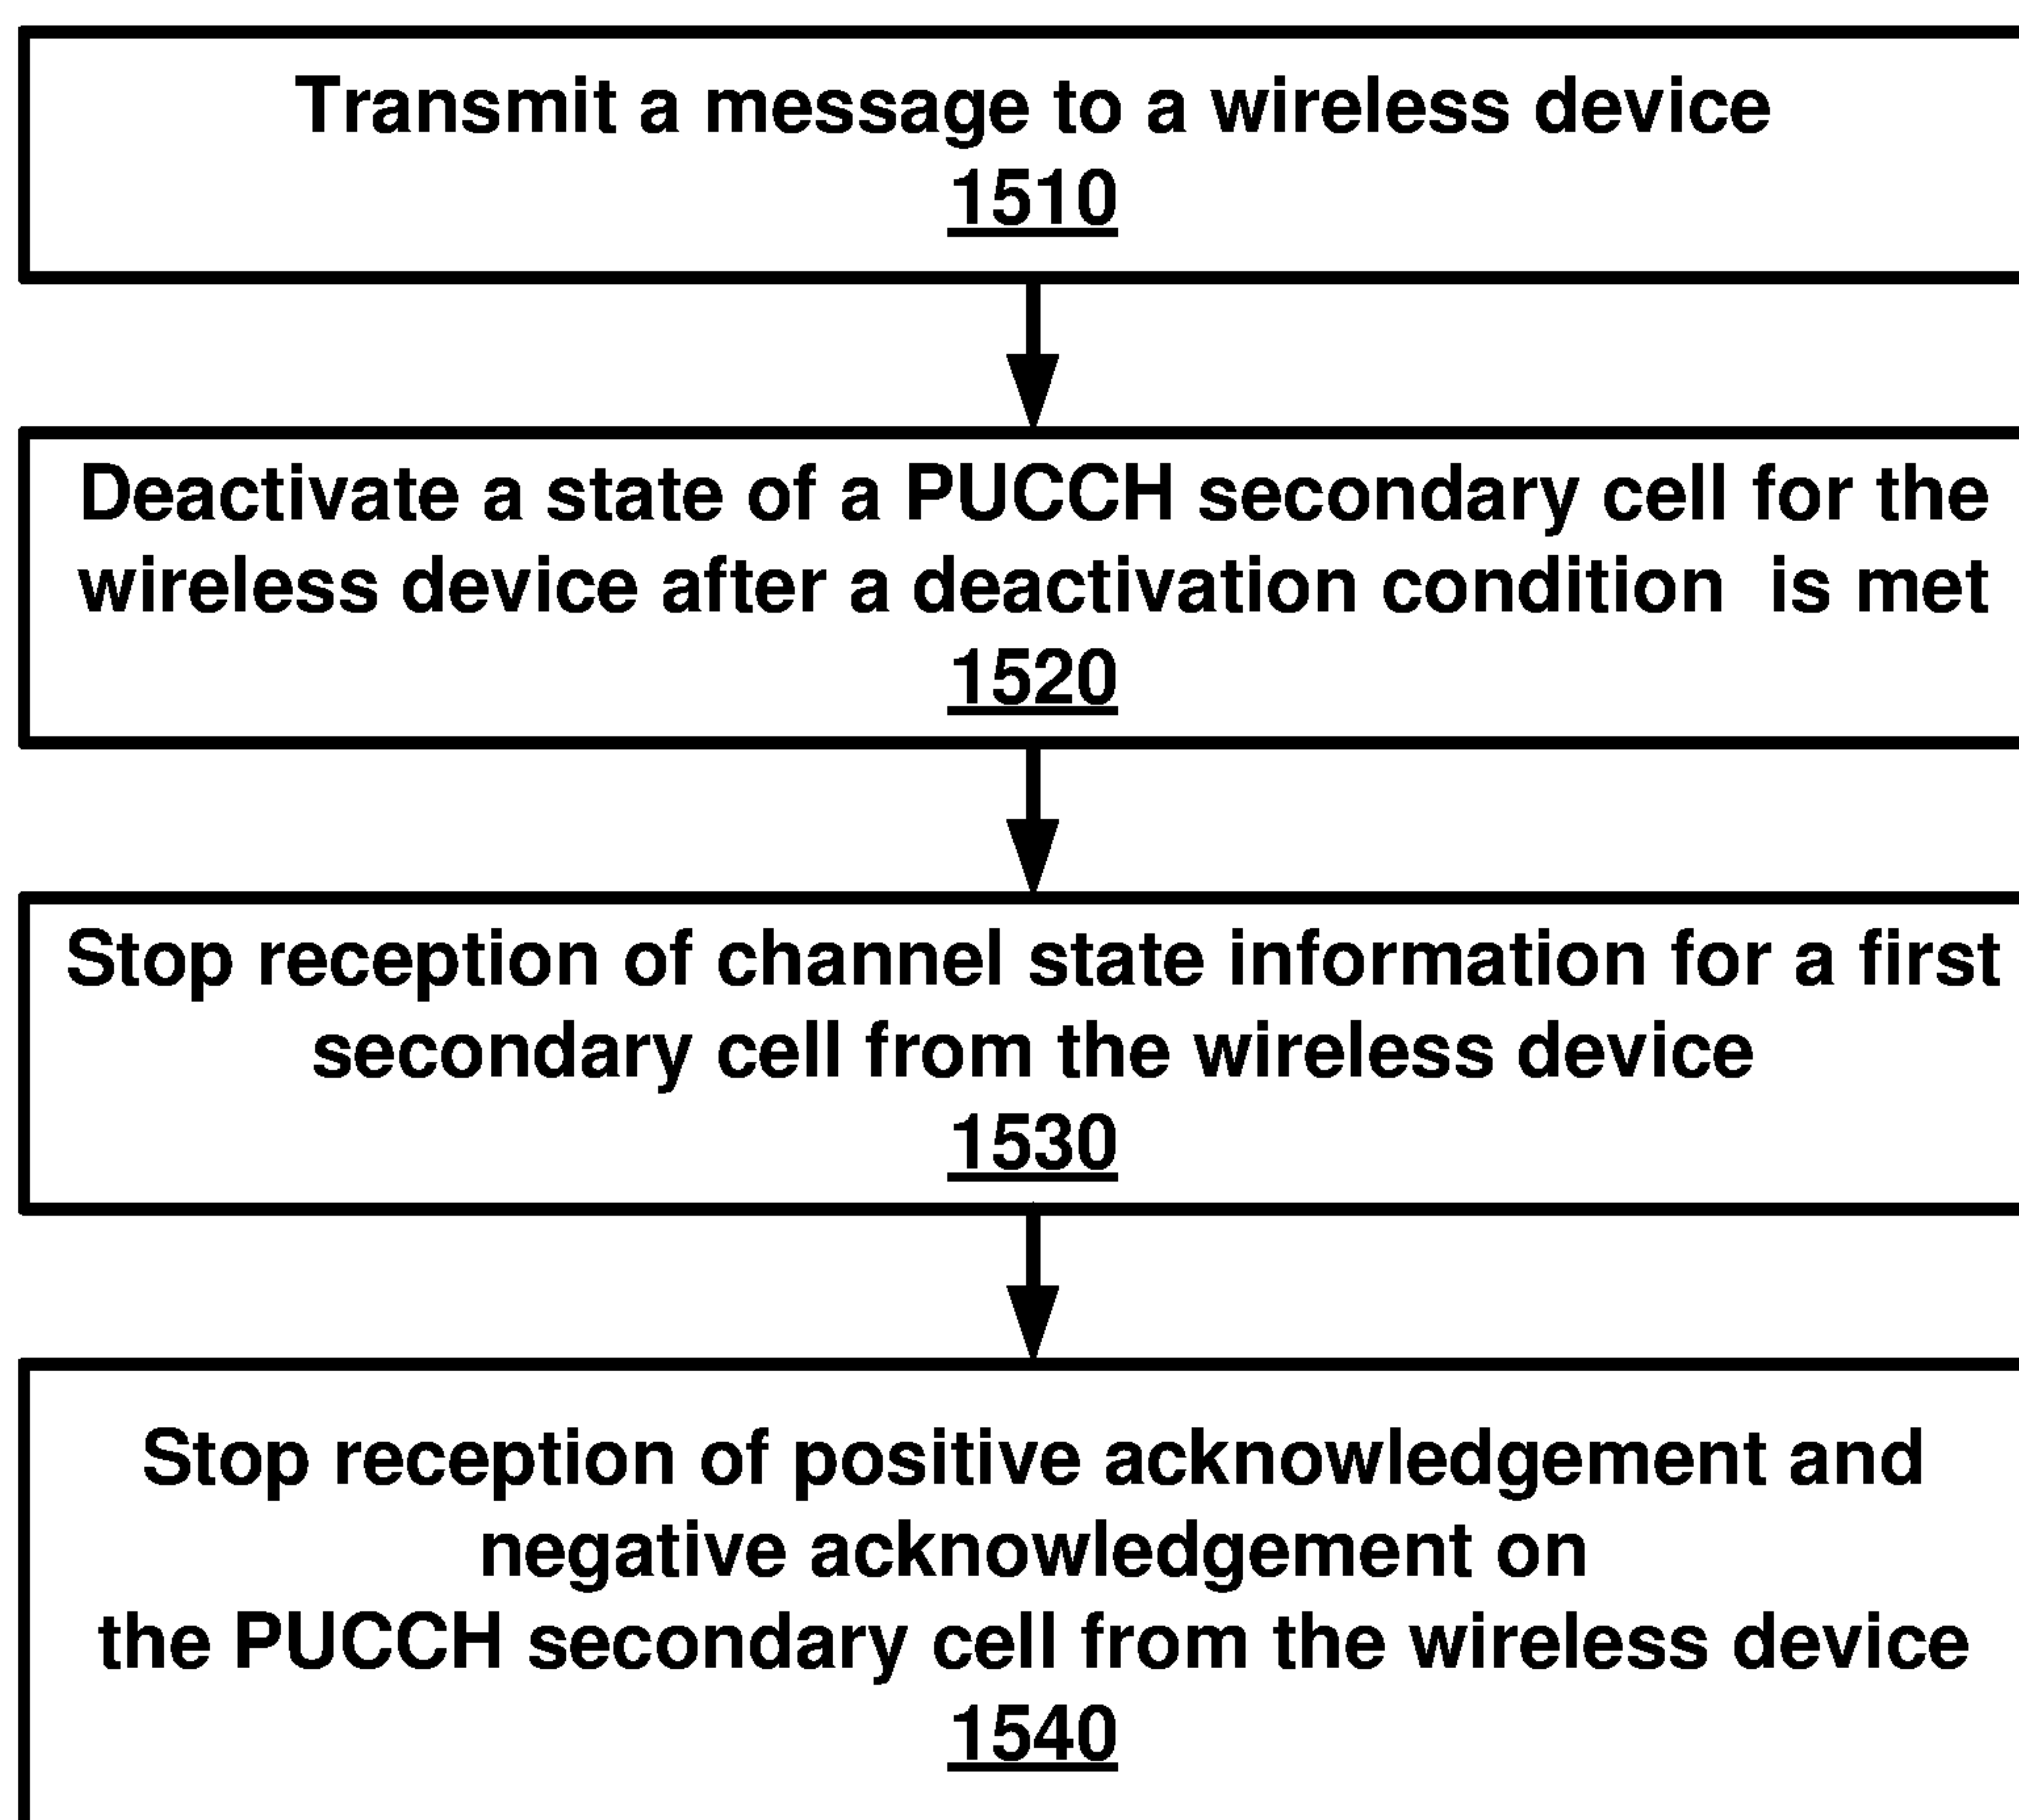 Transmit a message to a wireless device
1510
Deactivate a state of a PUCCH secondary cell for the
wireless device after a deactivation condition  is met
1520
Stop reception of channel state information for a first
secondary cell from the wireless device
1530
Stop reception of positive acknowledgement and
negative acknowledgement on
the PUCCH secondary cell from the wireless device
1540